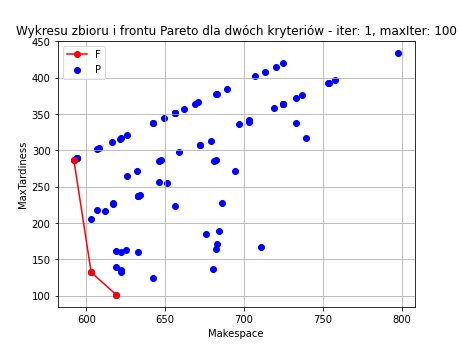 Wykresu zbioru i frontu Pareto dla dwóch kryteriów - iter: 1, maxIter: 100
F
P
MaxTardiness
450
400
350
300
250
200
150
100
600
650
700
750
800
Makespace